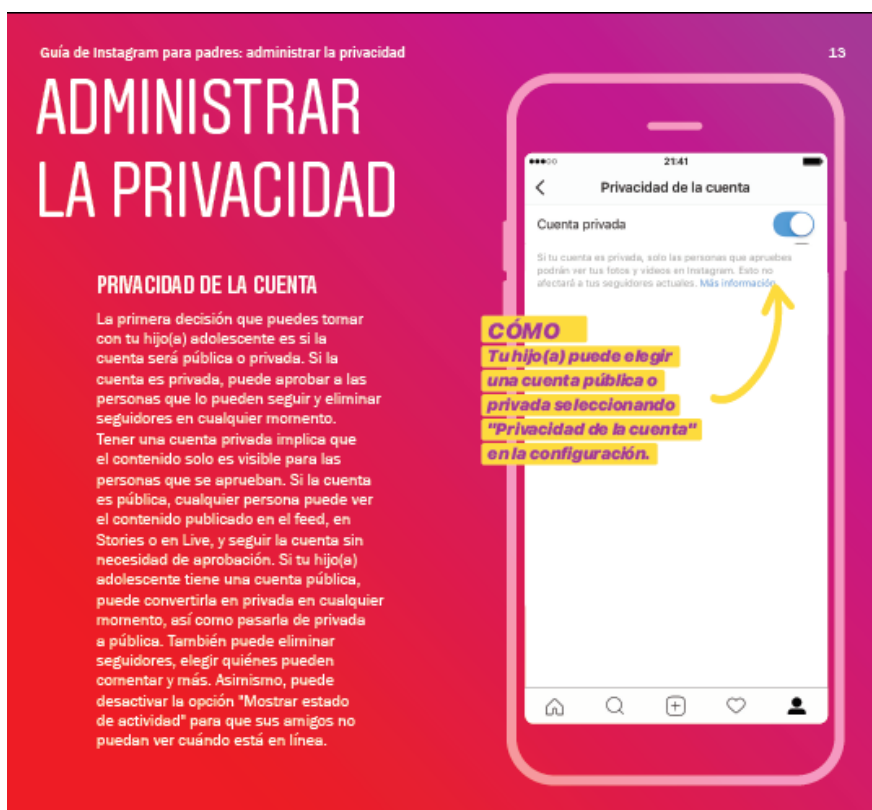 Guía de Instagram para padres: administrar la privacidad
13
ADMINISTRAR
LA PRIVACIDAD
PRIVACIDAD DE LA CUENTA
La primera decisión que puedes tomar
con tu hijo(a) adolescente es si la
cuenta será pública o privada. Si la
cuenta es privada, puede aprobar a las
personas que lo pueden seguir y eliminar
seguidores en cualquier momento.
Tener una cuenta privada implica que
el contenido solo es visible para las
personas que se aprueban. Si la cuenta
es pública, cualquier persona puede ver
el contenido publicado en el feed, en
Stories o en Live, y seguir la cuenta sin
necesidad de aprobación. Si tu hijo(a)
adolescente tiene una cuenta pública,
puede convertirla en privada en cualquier
momento, así como pasarla de privada
a pública. También puede eliminar
seguidores, elegir quiénes pueden
comentar y más. Asimismo, puede
desactivar la opción "Mostrar estado
de actividad" para que sus amigos no
puedan ver cuándo está en línea.
21:41
Privacidad de la cuenta
Cuenta privada
Si tu cuenta es privada, solo las personas que apruebes
podrán ver tus fotos y videos en Instagram. Esto no
afectará a tus seguidores actuales. Más información
CÓMO
Tu hijo(a) puede elegir
una cuenta pública o
privada seleccionando
"Privacidad de la cuenta"
en la configuración.